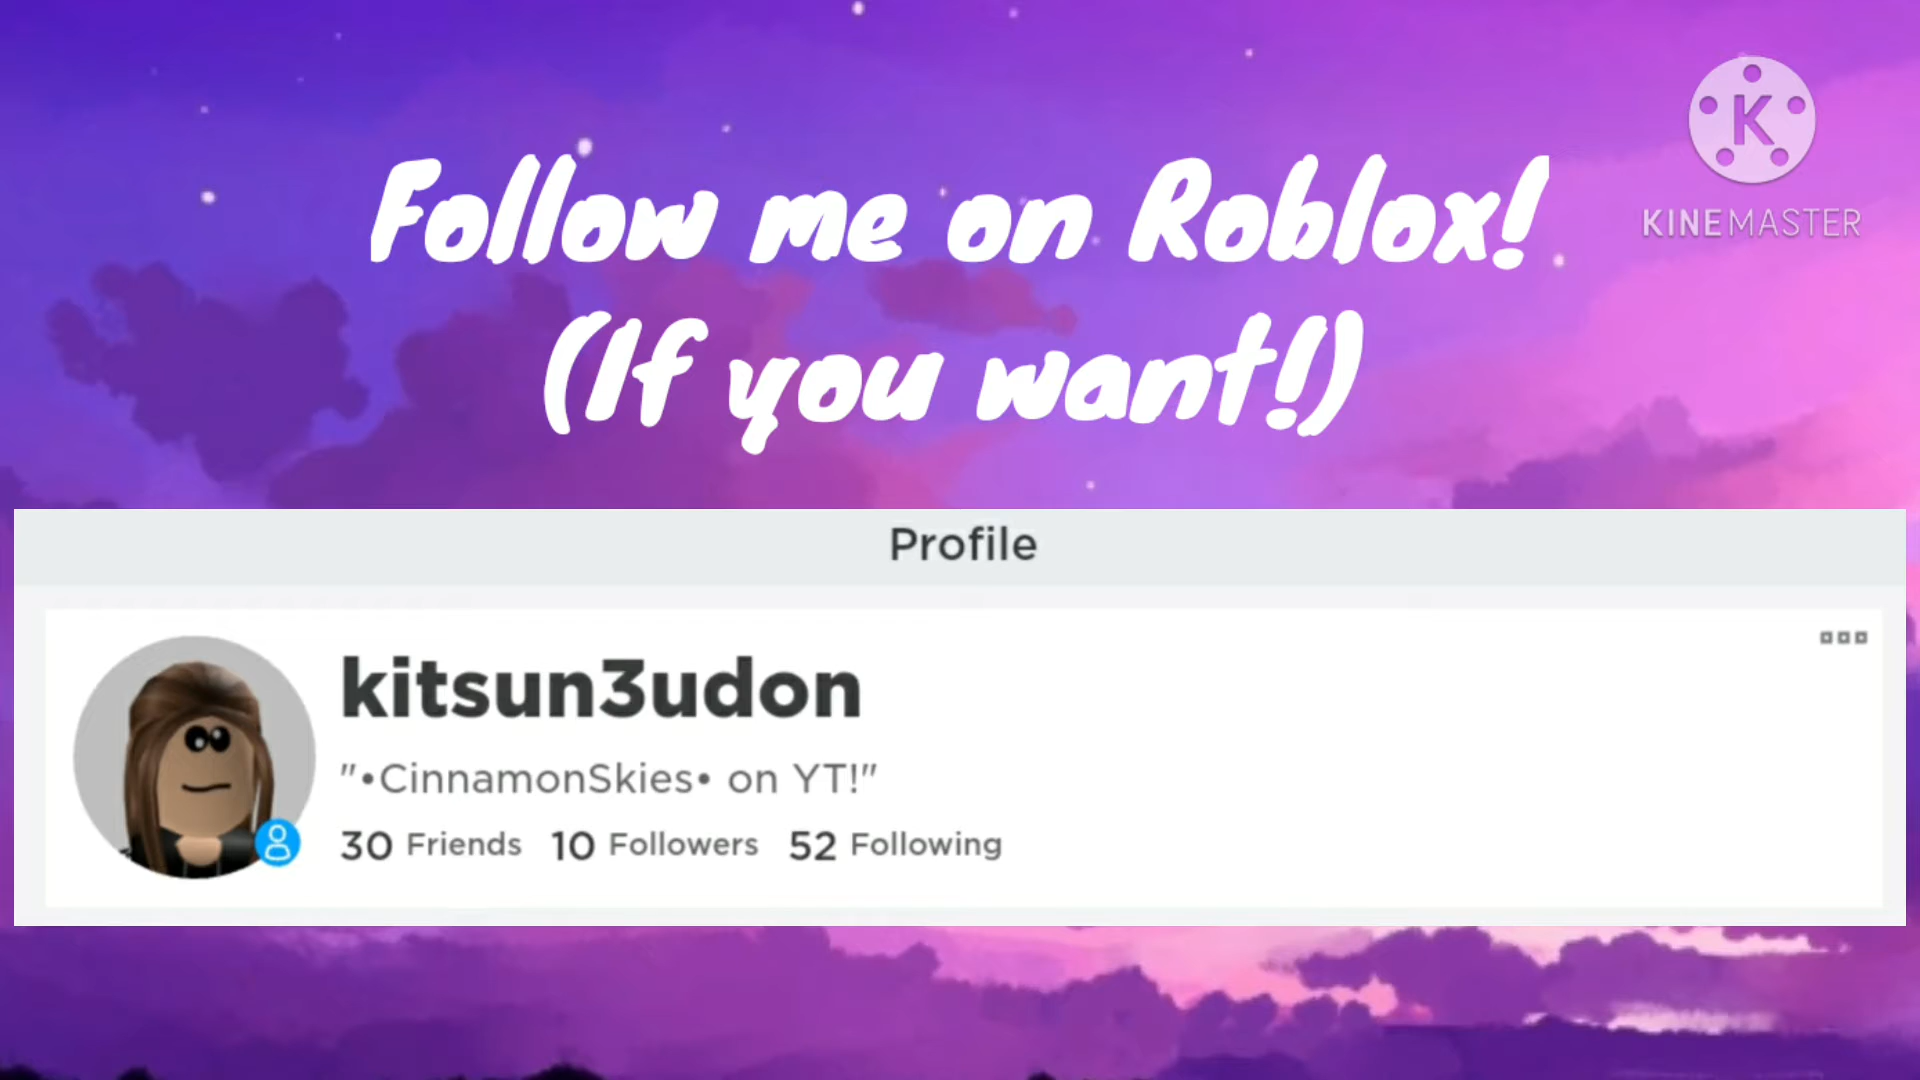 Follow me on Roblox!
(If you want!)
K
KINEMASTER
Profile
kitsun3udon
"•CinnamonSkies• on YT!"
30 Friends 10 Followers 52 Following